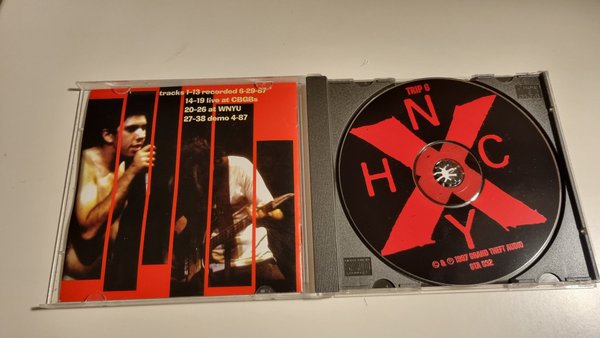 tracks 1-13 recorded 6-29-87
14-19 live at CBGBs
20-26 at WNYU
27-38 demo 4-87
TRIP 6
N
H C
Y
© & ℗ 1997 GRAND THEFT AUDIO
GTA 002